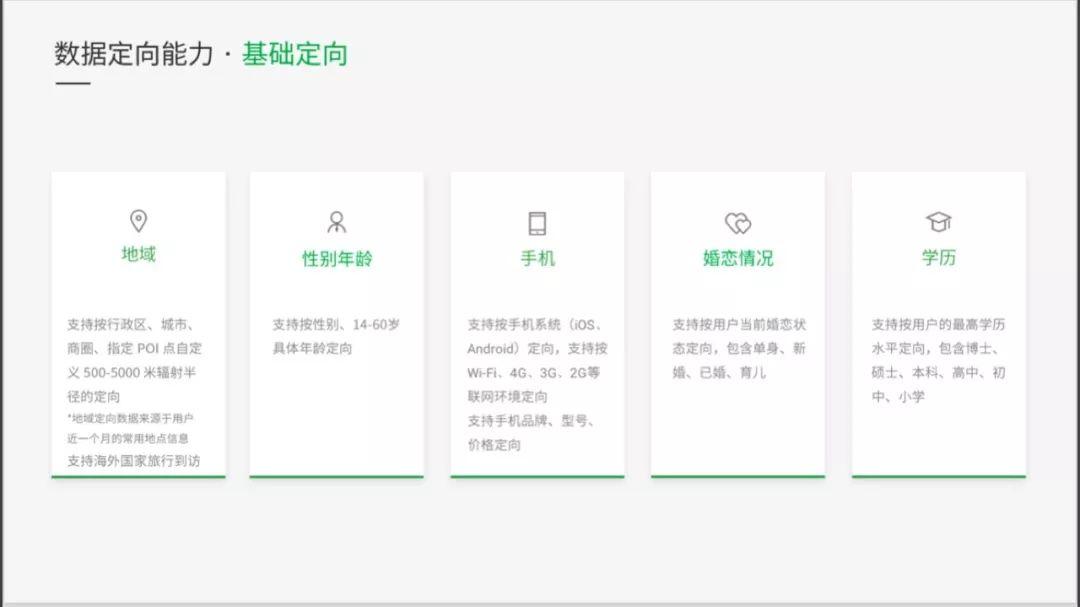 数据定向能力 · 基础定向
地域
支持按行政区、城市、
商圈、指定 POI 点自定
义 500-5000 米辐射半
径的定向
*地域定向数据来源于用户
近一个月的常用地点信息
支持海外国家旅行到访
性别年龄
支持按性别、14-60岁
具体年龄定向
手机
支持按手机系统（iOS、
Android）定向，支持按
Wi-Fi、4G、3G、2G等
联网环境定向
支持手机品牌、型号、
价格定向
婚恋情况
支持按用户当前婚恋状
态定向，包含单身、新
婚、已婚、育儿
学历
支持按用户的最高学历
水平定向，包含博士、
硕士、本科、高中、初
中、小学